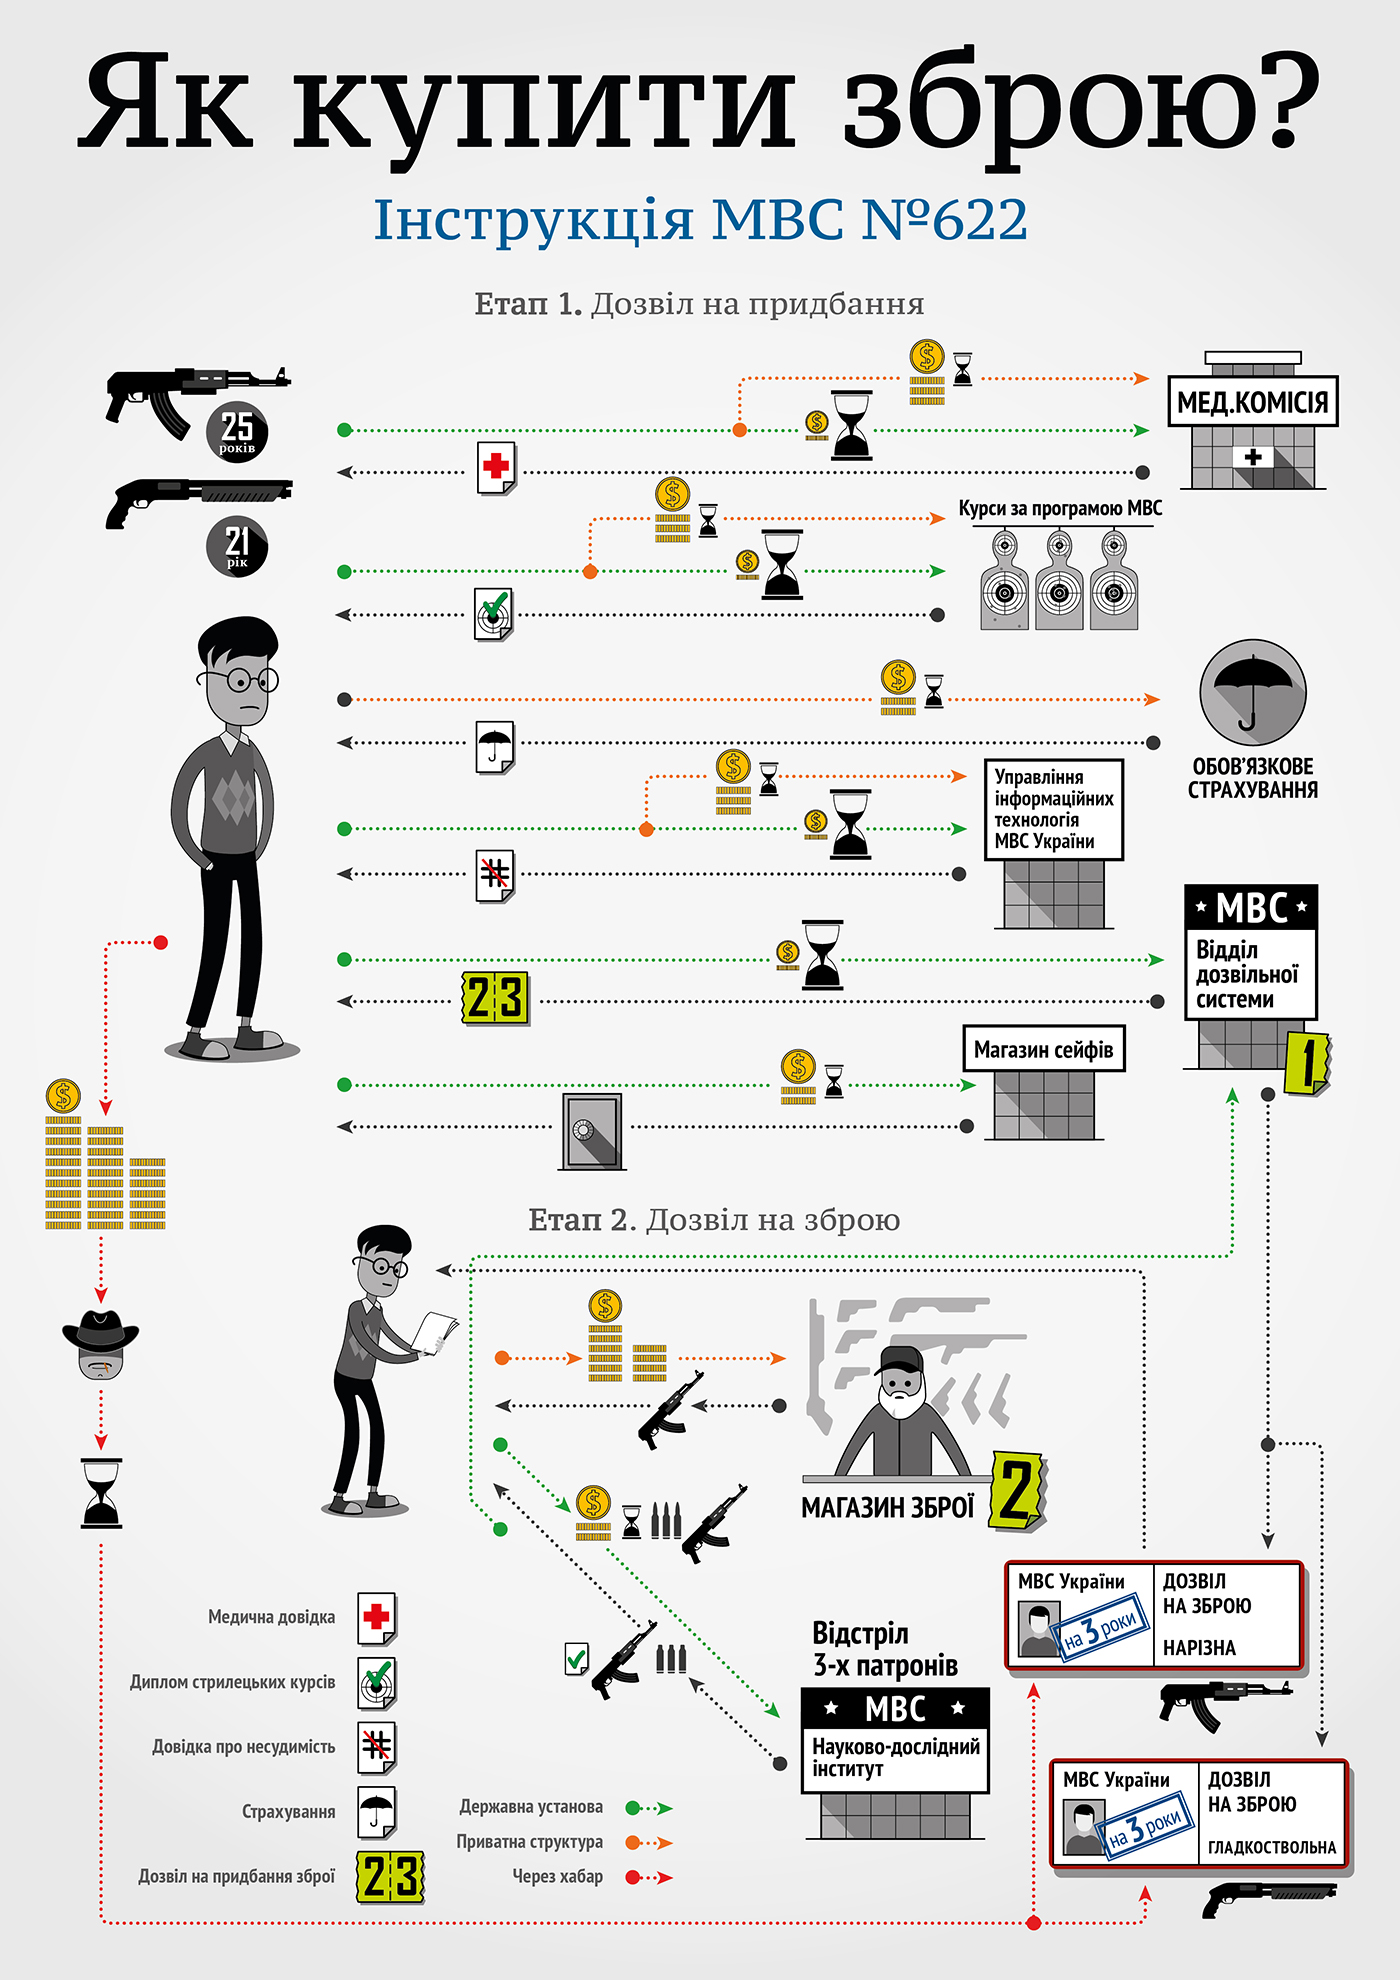 Як купити зброю?
Інструкція МВС №622
Етап 1. Дозвіл на придбання
25
років
21
рік
МЕД.КОМІСІЯ
Курси за програмою МВС
ОБОВ'ЯЗКОВЕ
СТРАХУВАННЯ
Управління
інформаційних
технологія
МВС України
МВС
Відділ
дозвільної
системи
1
23
Магазин сейфів
Етап 2. Дозвіл на зброю
МАГАЗИН ЗБРОЇ
2
МВС України
на 3 роки
ДОЗВІЛ
НА ЗБРОЮ
НАРІЗНА
Відстріл
3-х патронів
МВС
Науково-дослідний
інститут
МВС України
на 3 роки
ДОЗВІЛ
НА ЗБРОЮ
ГЛАДКОСТВОЛЬНА
Медична довідка
Диплом стрилецьких курсів
Довідка про несудимість
Страхування
Дозвіл на придбання зброї
23
Державна установа
Приватна структура
Через хабар